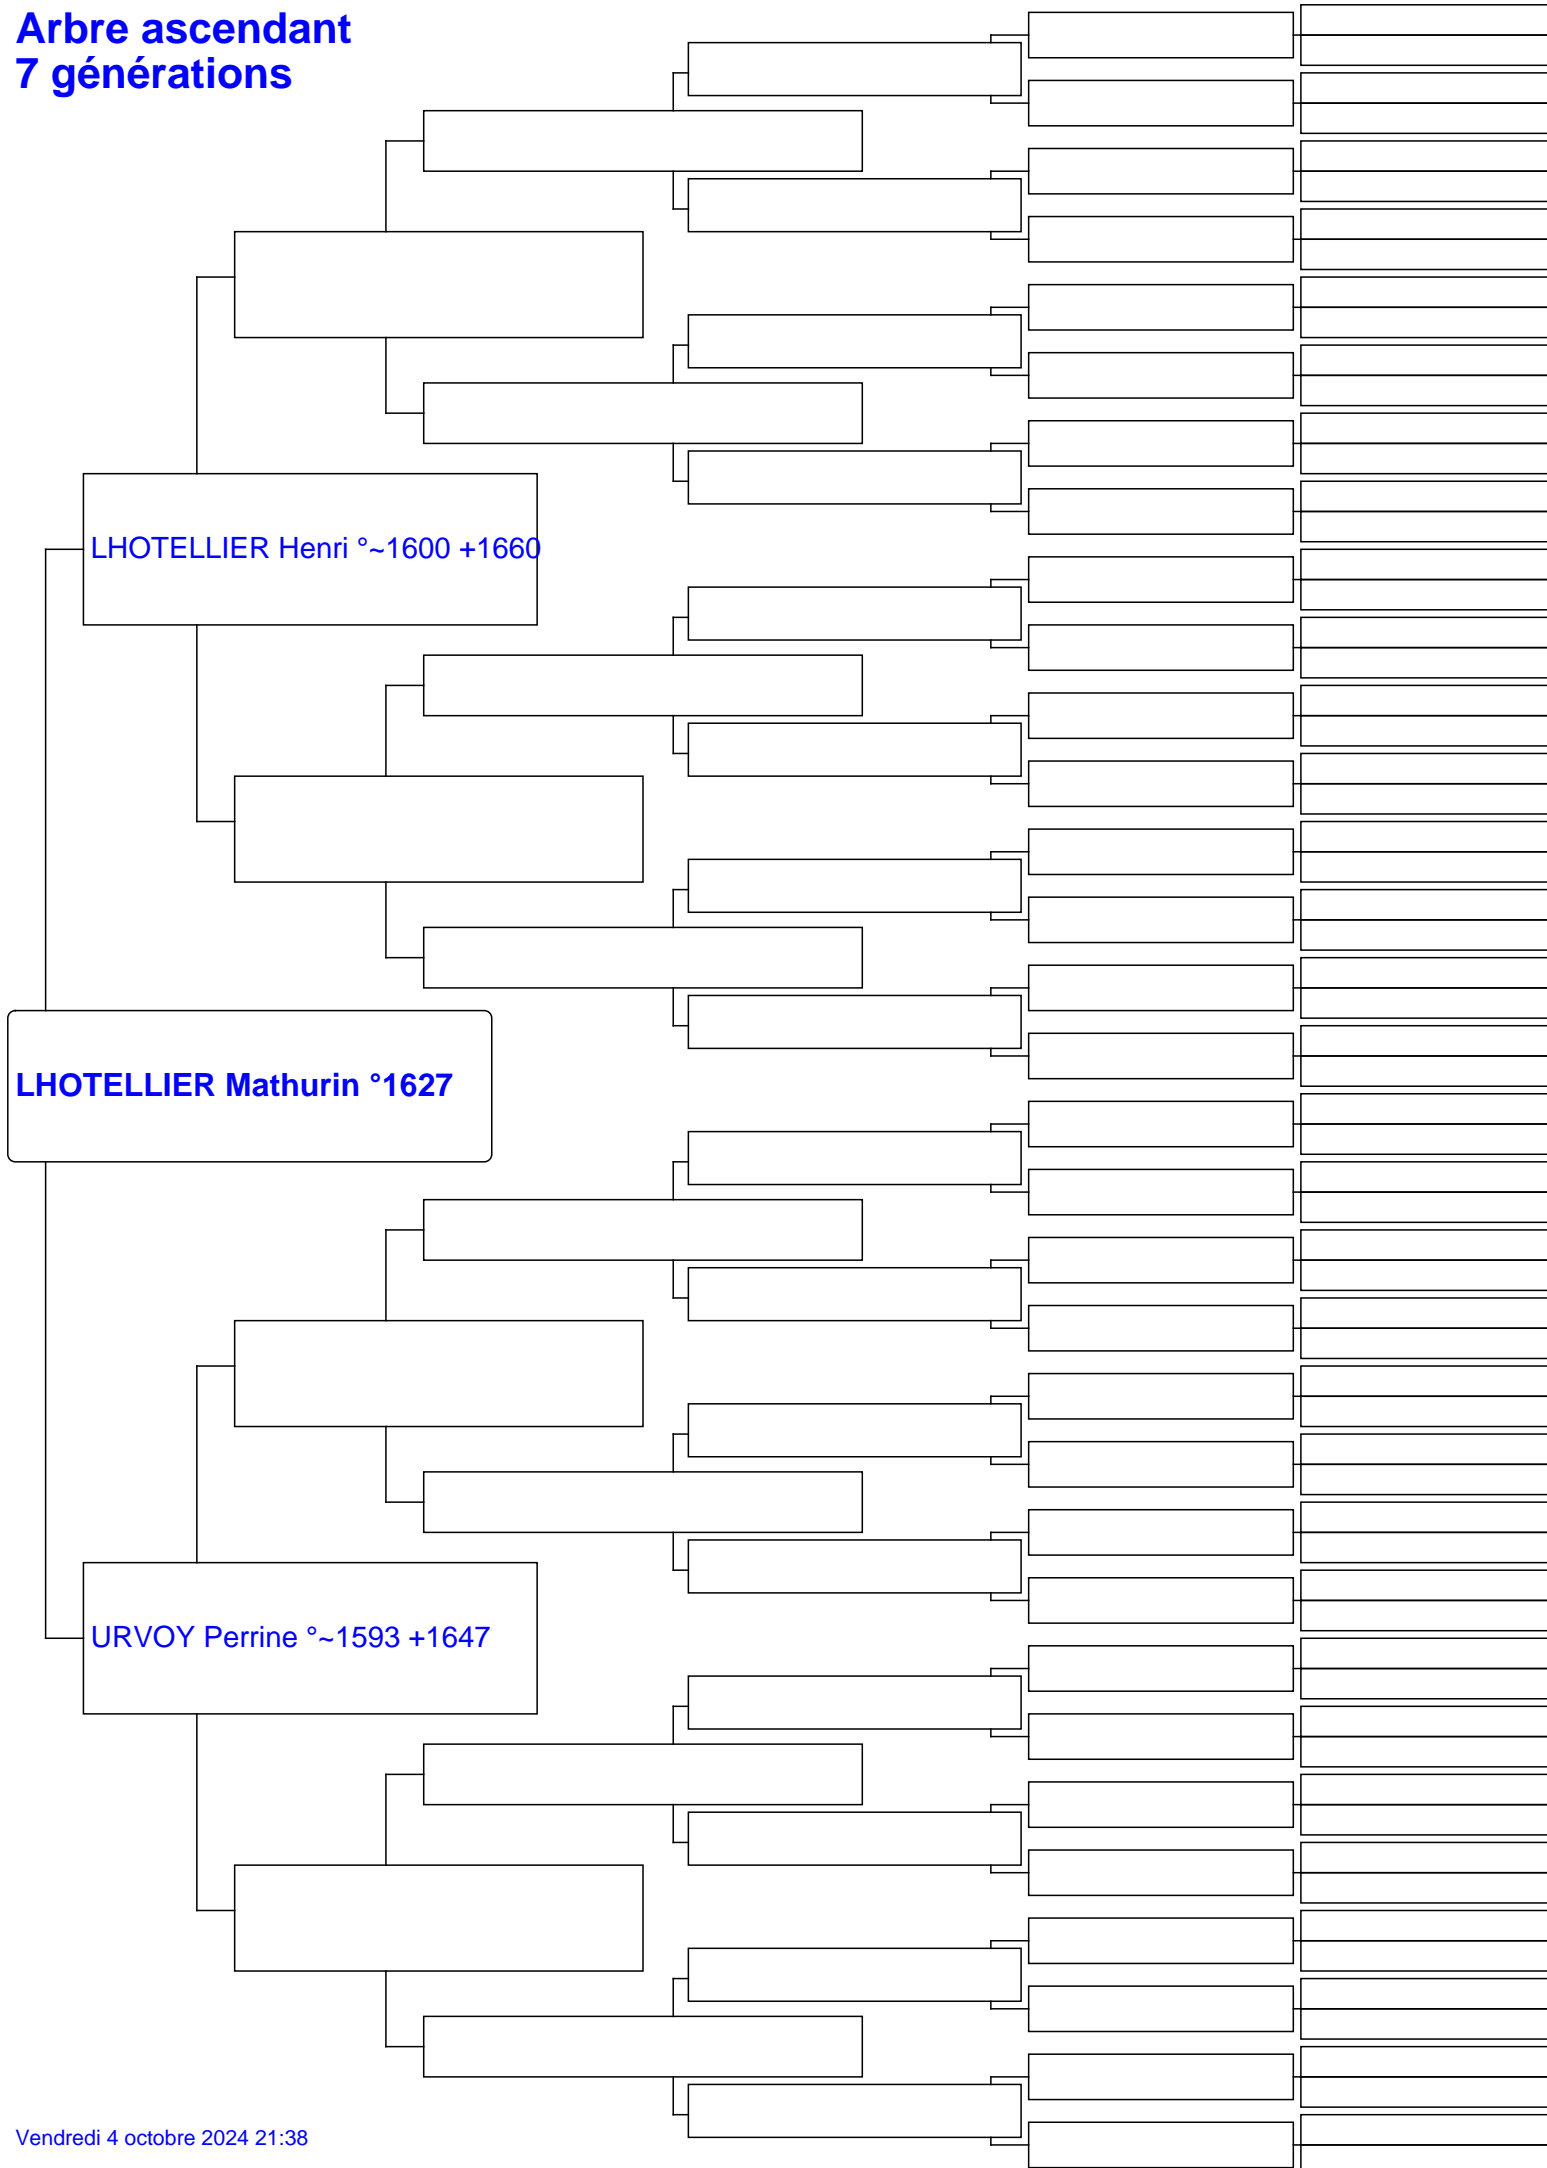 Arbre ascendant
7 générations
LHOTELLIER Henri °~1600 +1660
LHOTELLIER Mathurin °1627
URVOY Perrine °~1593 +1647
Vendredi 4 octobre 2024 21:38